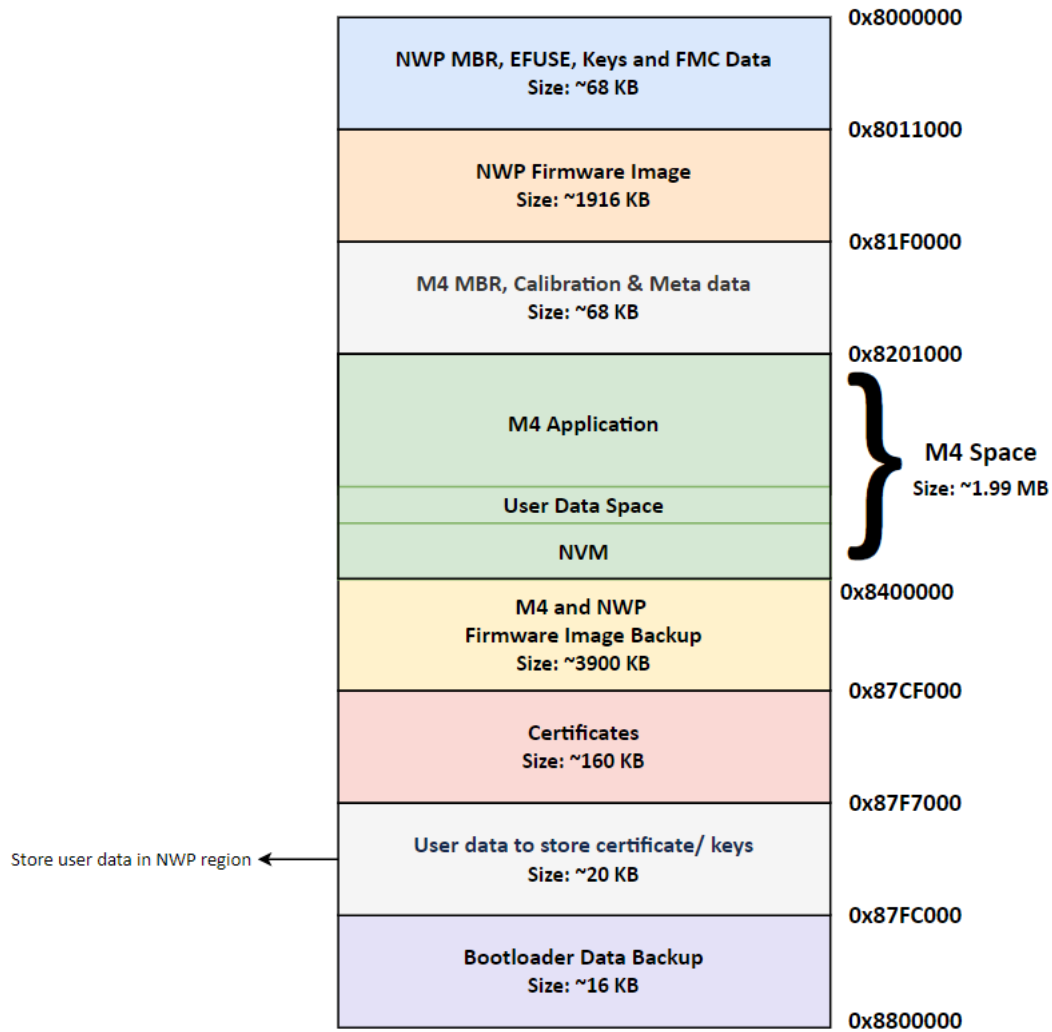 0x8000000
NWP MBR, EFUSE, Keys and FMC Data
Size: ~68 KB
0x8011000
NWP Firmware Image
Size: ~1916 KB
0x81F0000
M4 MBR, Calibration & Meta data
Size: ~68 KB
0x8201000
M4 Application
M4 Space
Size: ~1.99 MB
User Data Space
NVM
0x8400000
M4 and NWP
Firmware Image Backup
Size: ~3900 KB
0x87CF000
Certificates
Size: ~160 KB
0x87F7000
User data to store certificate/ keys
Size: ~20 KB
Store user data in NWP region
0x87FC000
Bootloader Data Backup
Size: ~16 KB
0x8800000